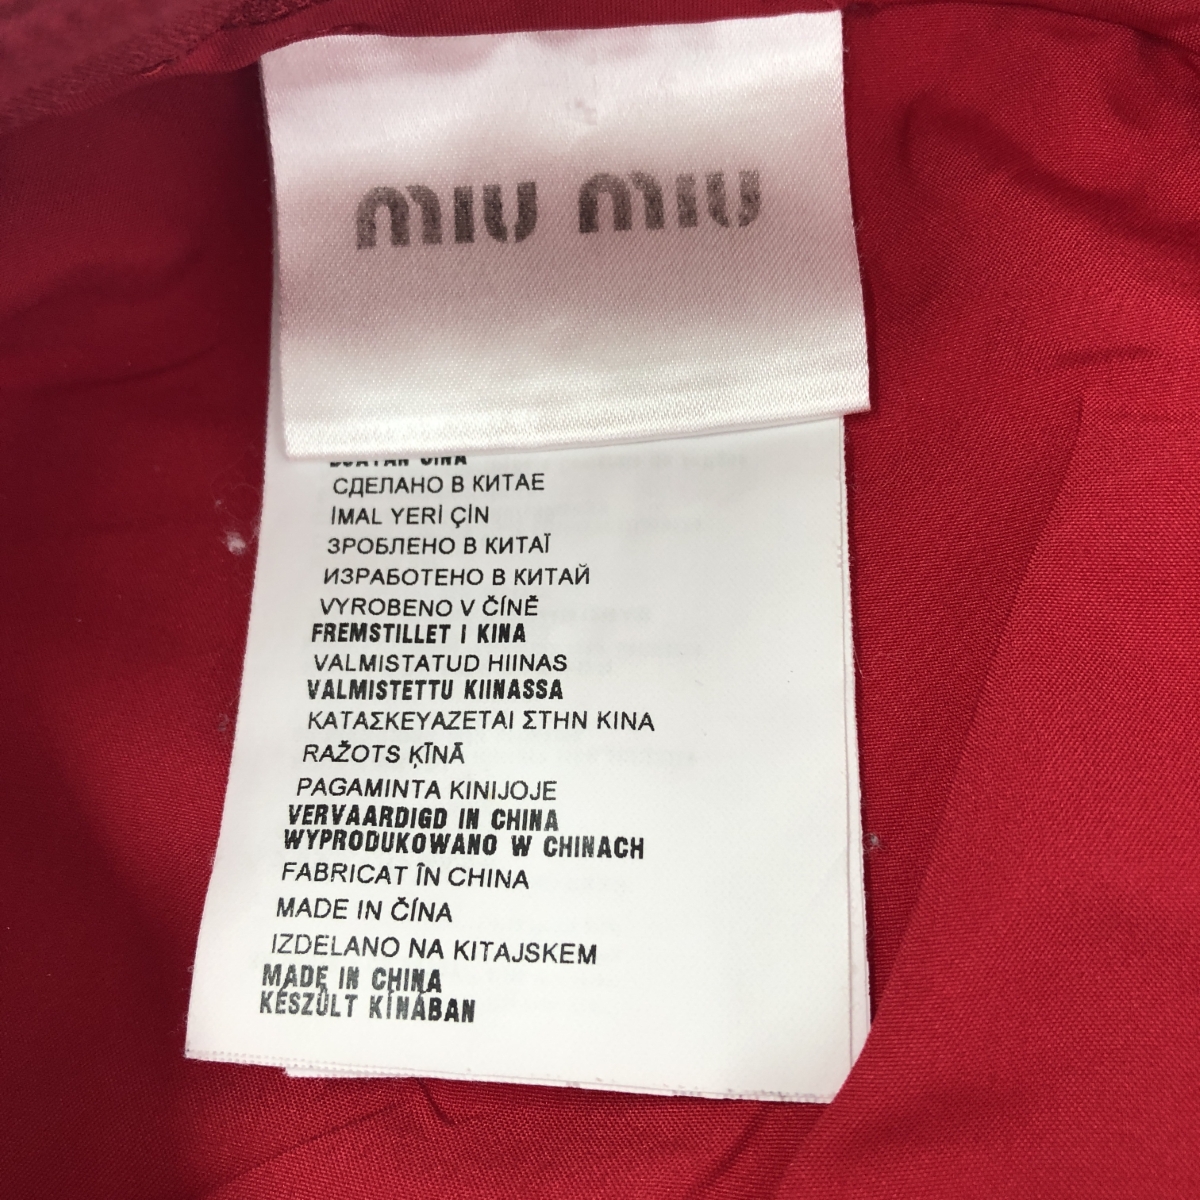 MIU MIU
СДЕЛАНО В КИТАЕ
İMAL YERİ ÇİN
ЗРОБЛЕНО В КИТАЇ
ИЗРАБОТЕНО В КИТАЙ
VYROBENO V ČÍNĚ
FREMSTILLET I KINA
VALMISTATUD HIINAS
VALMISTETTU KIINASSA
ΚΑΤΑΣΚΕΥΑΖΕΤΑΙ ΣΤΗΝ ΚΙΝΑ
RAŽOTS ĶĪNĀ
PAGAMINTA KINIJOJE
VERVAARDIGD IN CHINA
WYPRODUKOWANO W CHINACH
FABRICAT ÎN CHINA
MADE IN ČÍNA
IZDELANO NA KITAJSKEM
MADE IN CHINA
KÉSZÜLT KÍNÁBAN